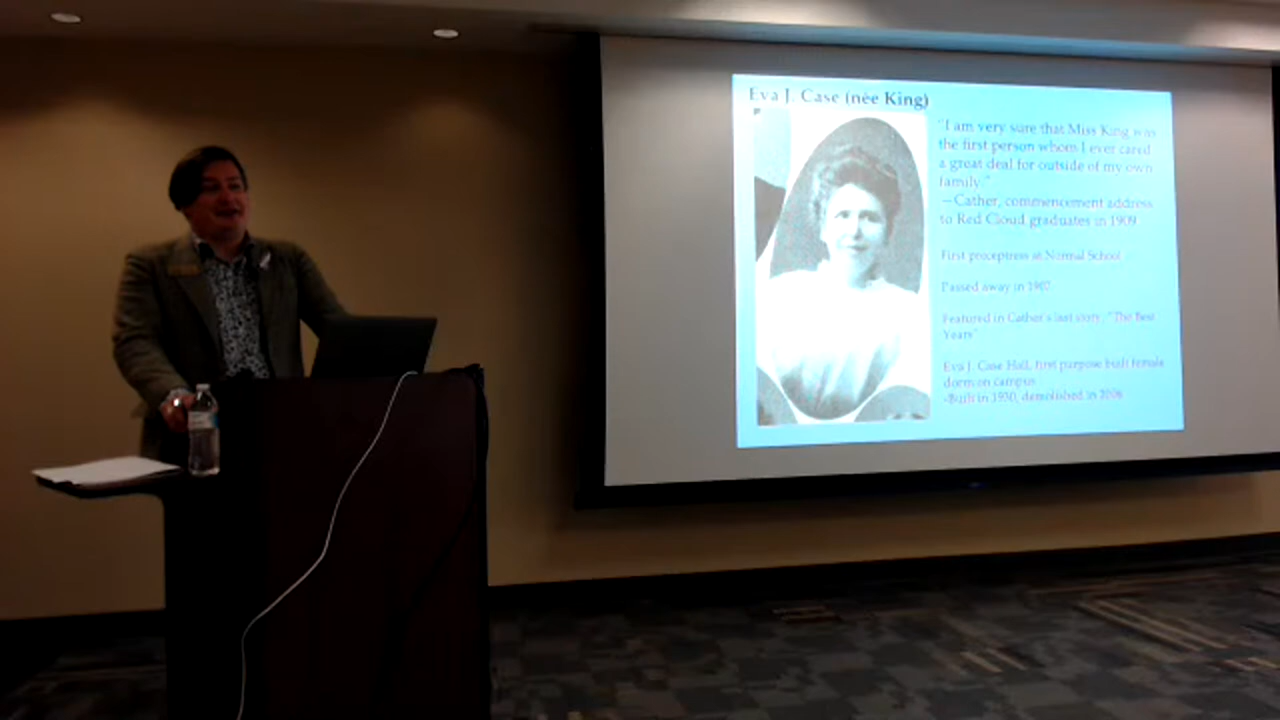 Eva J. Case (nèe King)
"I am very sure that Miss King was
the first person whom I ever cared
a great deal for outside of my own
family."
—Cather, commencement address
to Red Cloud graduates in 1909
First preceptress at Normal School
Passed away in 1907
Featured in Cather's last story, "The Best
Years"
Eva J. Case Hall, first purpose built female
dorm on campus
-Built in 1930, demolished in